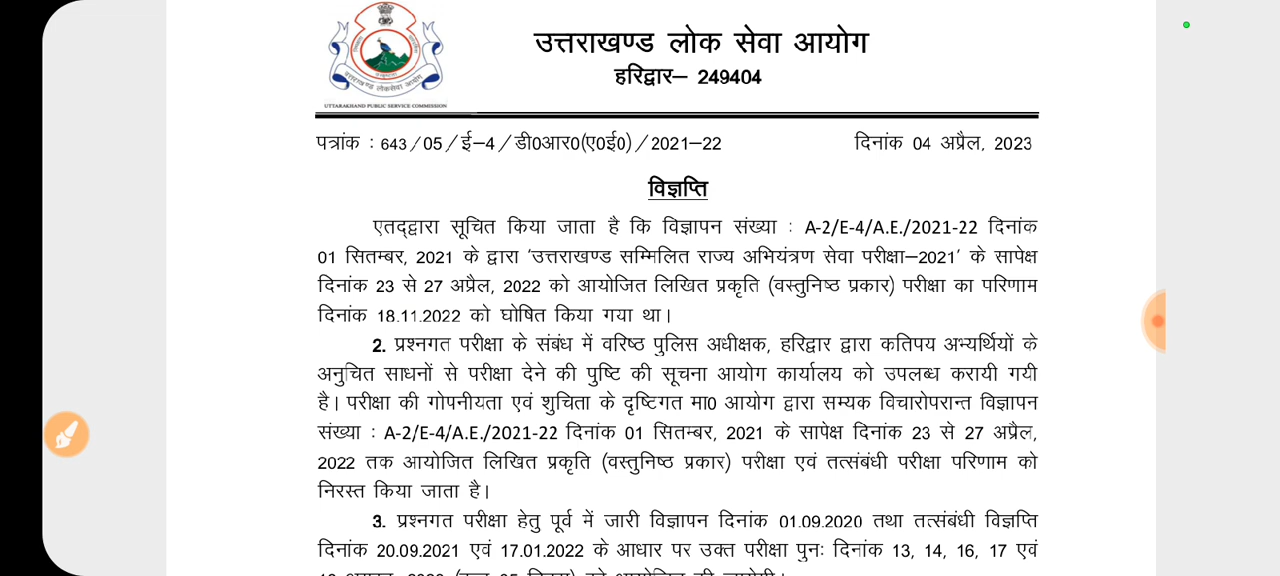 उत्तराखण्ड लोक सेवा आयोग
हरिद्वार– 249404
UTTARAKHAND PUBLIC SERVICE COMMISSION
पत्रांक : 643/05/ई–4/डी0आर0(ए0ई0)/2021–22 दिनांक 04 अप्रैल, 2023
विज्ञप्ति
एतद्द्वारा सूचित किया जाता है कि विज्ञापन संख्या : A-2/E-4/A.E./2021-22 दिनांक
01 सितम्बर, 2021 के द्वारा ‘उत्तराखण्ड सम्मिलित राज्य अभियंत्रण सेवा परीक्षा–2021’ के सापेक्ष
दिनांक 23 से 27 अप्रैल, 2022 को आयोजित लिखित प्रकृति (वस्तुनिष्ठ प्रकार) परीक्षा का परिणाम
दिनांक 18.11.2022 को घोषित किया गया था।
2. प्रश्नगत परीक्षा के संबंध में वरिष्ठ पुलिस अधीक्षक, हरिद्वार द्वारा कतिपय अभ्यर्थियों के
अनुचित साधनों से परीक्षा देने की पुष्टि की सूचना आयोग कार्यालय को उपलब्ध करायी गयी
है। परीक्षा की गोपनीयता एवं शुचिता के दृष्टिगत मा0 आयोग द्वारा सम्यक विचारोपरान्त विज्ञापन
संख्या : A-2/E-4/A.E./2021-22 दिनांक 01 सितम्बर, 2021 के सापेक्ष दिनांक 23 से 27 अप्रैल,
2022 तक आयोजित लिखित प्रकृति (वस्तुनिष्ठ प्रकार) परीक्षा एवं तत्संबंधी परीक्षा परिणाम को
निरस्त किया जाता है।
3. प्रश्नगत परीक्षा हेतु पूर्व में जारी विज्ञापन दिनांक 01.09.2020 तथा तत्संबंधी विज्ञप्ति
दिनांक 20.09.2021 एवं 17.01.2022 के आधार पर उक्त परीक्षा पुनः दिनांक 13, 14, 16, 17 एवं